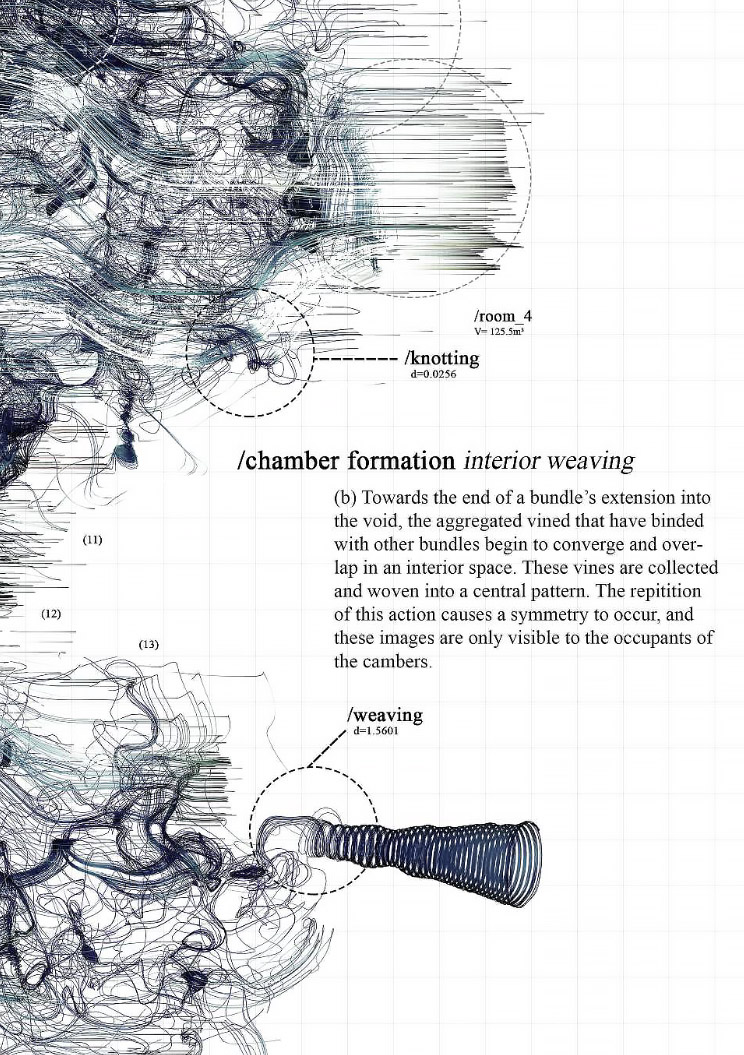 /room_4
V= 125.5m³
/knotting
d=0.0256
/chamber formation interior weaving
(b) Towards the end of a bundle’s extension into
the void, the aggregated vined that have binded
with other bundles begin to converge and over-
lap in an interior space. These vines are collected
and woven into a central pattern. The repitition
of this action causes a symmetry to occur, and
these images are only visible to the occupants of
the cambers.
(11)
(12)
(13)
/weaving
d=1.5601